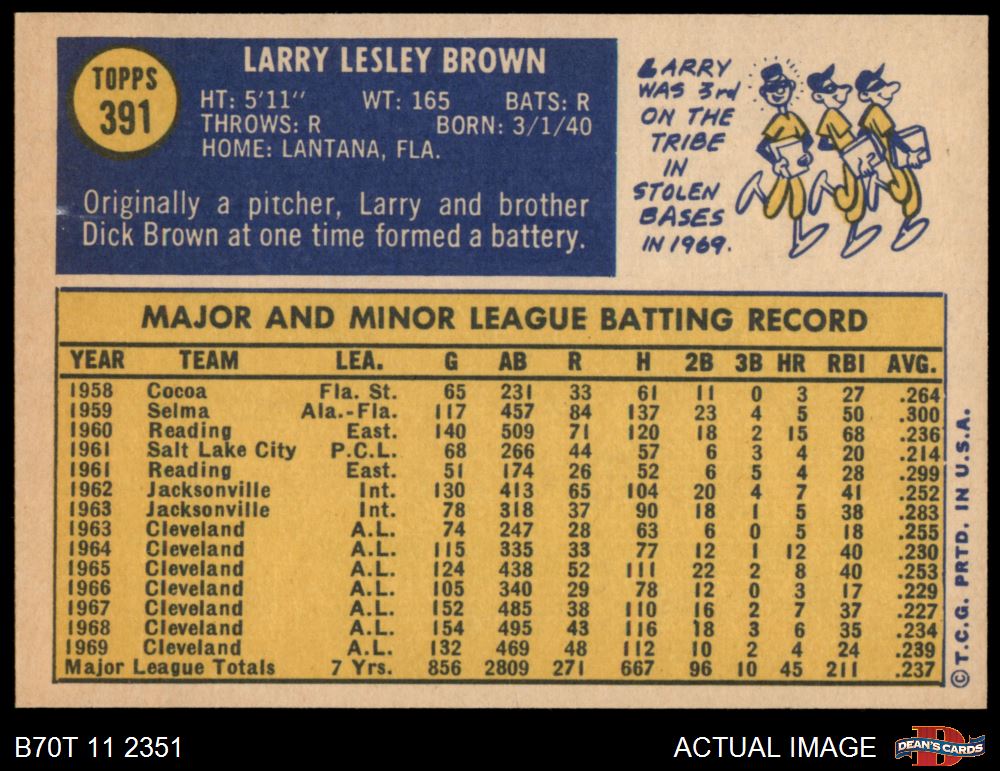 TOPPS
391
LARRY LESLEY BROWN
HT: 5'11" WT: 165 BATS: R
THROWS: R BORN: 3/1/40
HOME: LANTANA, FLA.
Originally a pitcher, Larry and brother
Dick Brown at one time formed a battery.
LARRY
WAS 3rd
ON THE
TRIBE
IN
STOLEN
BASES
IN 1969.
MAJOR AND MINOR LEAGUE BATTING RECORD
YEAR TEAM LEA. G AB R H 2B 3B HR RBI AVG.
1958 Cocoa Fla. St. 65 231 33 61 11 0 3 27 .264
1959 Selma Ala.-Fla. 117 457 84 137 23 4 5 50 .300
1960 Reading East. 140 509 71 120 18 2 15 68 .236
1961 Salt Lake City P.C.L. 68 266 44 57 6 3 4 20 .214
1961 Reading East. 51 174 26 52 6 5 4 28 .299
1962 Jacksonville Int. 130 413 65 104 20 4 7 41 .252
1963 Jacksonville Int. 78 318 37 90 18 1 5 38 .283
1963 Cleveland A.L. 74 247 28 63 6 0 5 18 .255
1964 Cleveland A.L. 115 335 33 77 12 1 12 40 .230
1965 Cleveland A.L. 124 438 52 111 22 2 8 40 .253
1966 Cleveland A.L. 105 340 29 78 12 0 3 17 .229
1967 Cleveland A.L. 152 485 38 110 16 2 7 37 .227
1968 Cleveland A.L. 154 495 43 116 18 3 6 35 .234
1969 Cleveland A.L. 132 469 48 112 10 2 4 24 .239
Major League Totals 7 Yrs. 856 2809 271 667 96 10 45 211 .237
©T.C.G. PRTD. IN U.S.A.
B70T 11 2351
ACTUAL IMAGE
D
DEAN'S CARDS